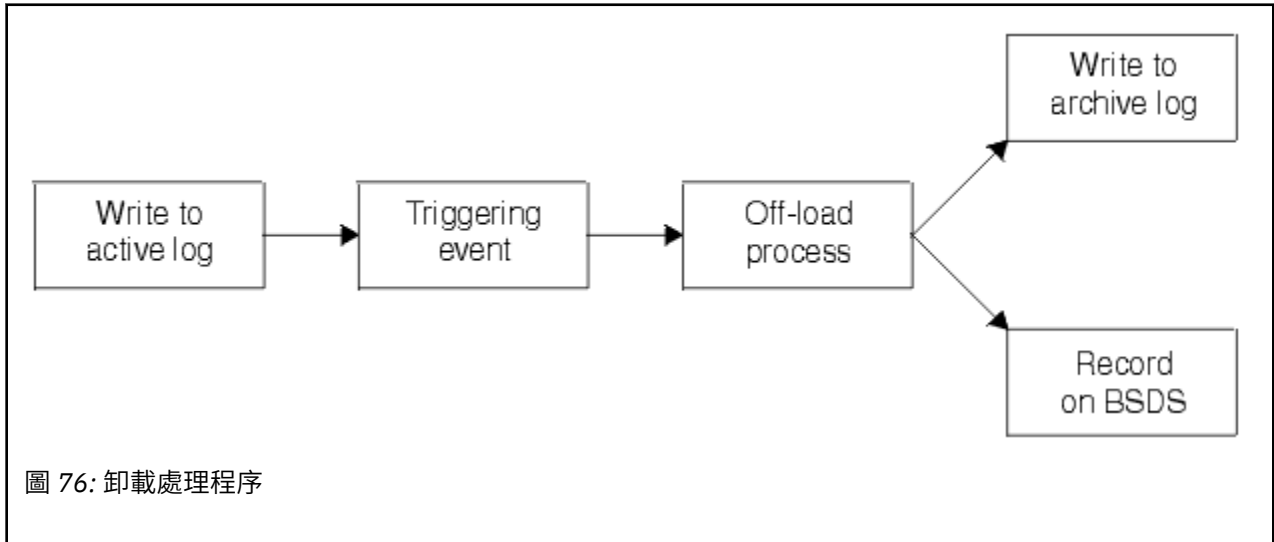 Write to
archive log
Write to
active log
Triggering
event
Off-load
process
Record
on BSDS
圖 76: 卸載處理程序